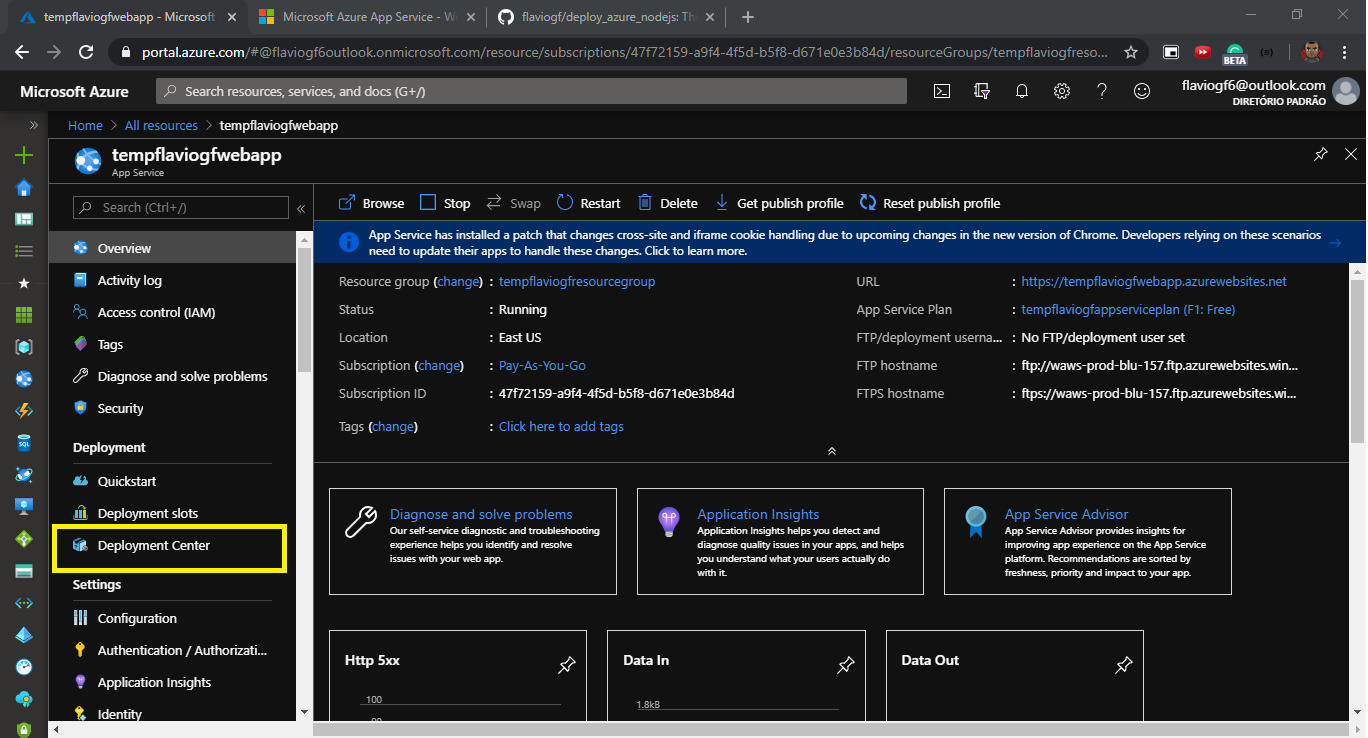 tempflaviogfwebapp - Microsoft
Microsoft Azure App Service - We
flaviogf/deploy_azure_nodejs: Thi
portal.azure.com/#@flaviogf6outlook.onmicrosoft.com/resource/subscriptions/47f72159-a9f4-4f5d-b5f8-d671e0e3b84d/resourceGroups/tempflaviogfreso...
BETA
Microsoft Azure
Search resources, services, and docs (G+/)
flaviogf6@outlook.com
DIRETÓRIO PADRÃO
Home > All resources > tempflaviogfwebapp
tempflaviogfwebapp
App Service
Search (Ctrl+/)
Overview
Activity log
Access control (IAM)
Tags
Diagnose and solve problems
Security
Deployment
Quickstart
Deployment slots
Deployment Center
Settings
Configuration
Authentication / Authorizati...
Application Insights
Identity
SQL
Browse Stop Swap Restart Delete Get publish profile Reset publish profile
App Service has installed a patch that changes cross-site and iframe cookie handling due to upcoming changes in the new version of Chrome. Developers relying on these scenarios
need to update their apps to handle these changes. Click to learn more.
Resource group (change) : tempflaviogfresourcegroup
Status : Running
Location : East US
Subscription (change) : Pay-As-You-Go
Subscription ID : 47f72159-a9f4-4f5d-b5f8-d671e0e3b84d
Tags (change) : Click here to add tags
URL : https://tempflaviogfwebapp.azurewebsites.net
App Service Plan : tempflaviogfappserviceplan (F1: Free)
FTP/deployment userna... : No FTP/deployment user set
FTP hostname : ftp://waws-prod-blu-157.ftp.azurewebsites.win...
FTPS hostname : ftps://waws-prod-blu-157.ftp.azurewebsites.wi...
Diagnose and solve problems
Our self-service diagnostic and troubleshooting
experience helps you identify and resolve
issues with your web app.
Application Insights
Application Insights helps you detect and
diagnose quality issues in your apps, and helps
you understand what your users actually do
with it.
App Service Advisor
App Service Advisor provides insights for
improving app experience on the App Service
platform. Recommendations are sorted by
freshness, priority and impact to your app.
Http 5xx
100
Data In
1.8kB
Data Out